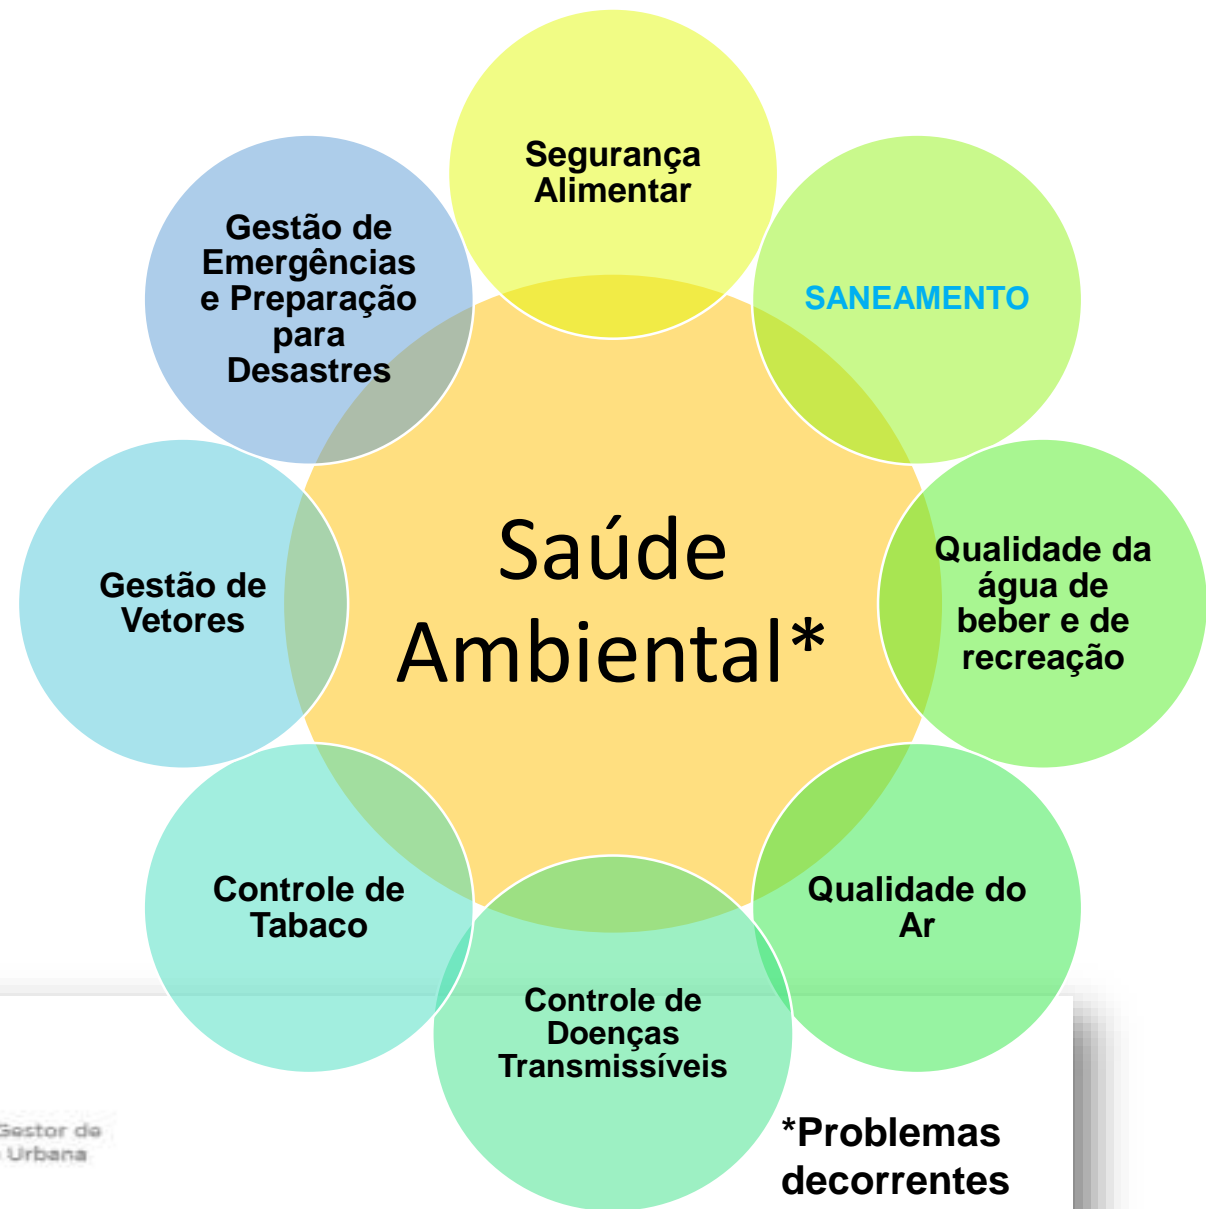 Segurança
Alimentar
SANEAMENTO
Qualidade da
água de
beber e de
recreação
Qualidade do
Ar
Controle de
Doenças
Transmissíveis
Controle de
Tabaco
Gestão de
Vetores
Gestão de
Emergências
e Preparação
para
Desastres
Saúde
Ambiental*
*Problemas
decorrentes
Gestor de
Urbana